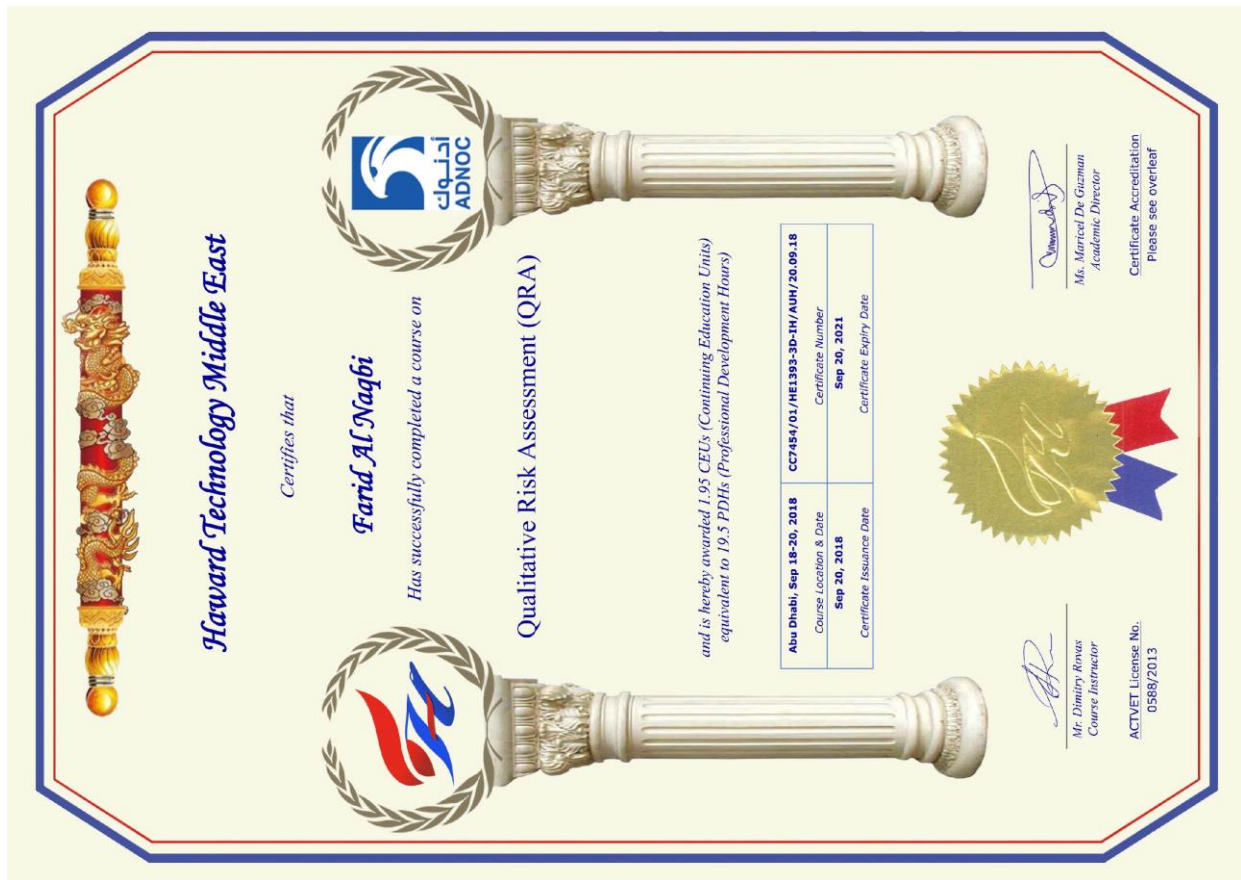 Haward Technology Middle East
Certifies that
Farid Al Naqbi
Has successfully completed a course on
Qualitative Risk Assessment (QRA)
أدنوك
ADNOC
and is hereby awarded 1.95 CEUs (Continuing Education Units)
equivalent to 19.5 PDHs (Professional Development Hours)
Abu Dhabi, Sep 18-20, 2018
CC7454/01/HE1393-3D-IH/AUH/20.09.18
Course Location & Date
Certificate Number
Sep 20, 2018
Sep 20, 2021
Certificate Issuance Date
Certificate Expiry Date
Mr. Dimitry Rovas
Course Instructor
ACTVET License No.
0588/2013
Ms. Maricel De Guzman
Academic Director
Certificate Accreditation
Please see overleaf